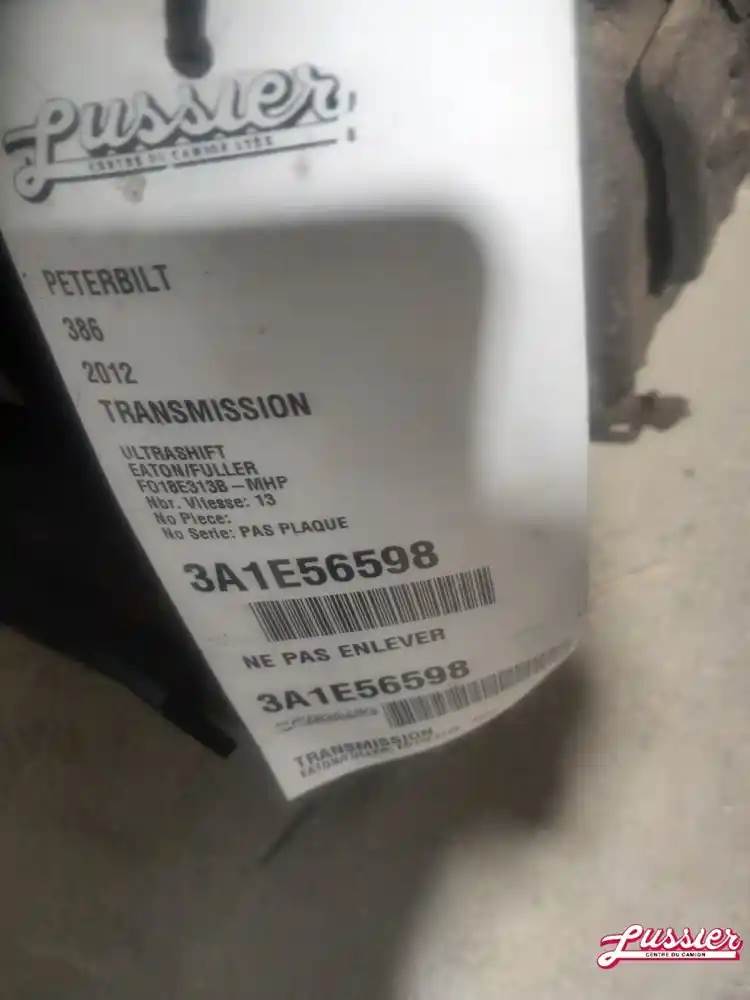 Lussier
CENTRE DU CAMION LTÉE
PETERBILT
386
2012
TRANSMISSION
ULTRASHIFT
EATON/FULLER
FO18E313B-MHP
Nbr. Vitesse: 13
No Piece:
No Serie: PAS PLAQUE
3A1E56598
NE PAS ENLEVER
3A1E56598
TRANSMISSION
Lussier
CENTRE DU CAMION